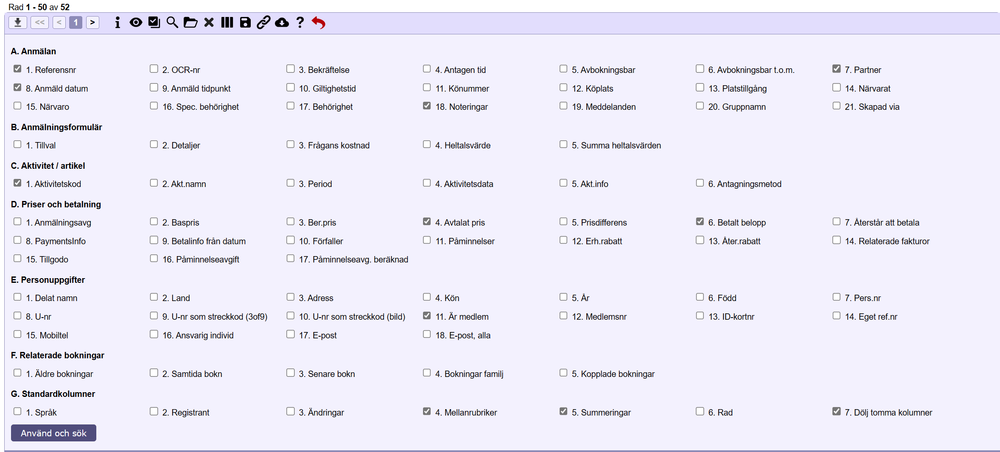 Rad 1 - 50 av 52
<< < 1 > ?
A. Anmälan
1. Referensnr 2. OCR-nr 3. Bekräftelse 4. Antagen tid 5. Avbokningsbar 6. Avbokningsbar t.o.m. 7. Partner
8. Anmäld datum 9. Anmäld tidpunkt 10. Giltighetstid 11. Könummer 12. Köplats 13. Platstillgång 14. Närvarat
15. Närvaro 16. Spec. behörighet 17. Behörighet 18. Noteringar 19. Meddelanden 20. Gruppnamn 21. Skapad via
B. Anmälningsformulär
1. Tillval 2. Detaljer 3. Frågans kostnad 4. Heltalsvärde 5. Summa heltalsvärden
C. Aktivitet / artikel
1. Aktivitetskod 2. Akt.namn 3. Period 4. Aktivitetsdata 5. Akt.info 6. Antagningsmetod
D. Priser och betalning
1. Anmälningsavg 2. Baspris 3. Ber.pris 4. Avtalat pris 5. Prisdifferens 6. Betalt belopp 7. Återstår att betala
8. PaymentsInfo 9. Betalinfo från datum 10. Förfaller 11. Påminnelser 12. Erh.rabatt 13. Åter.rabatt 14. Relaterade fakturor
15. Tillgodo 16. Påminnelseavgift 17. Påminnelseavg. beräknad
E. Personuppgifter
1. Delat namn 2. Land 3. Adress 4. Kön 5. År 6. Född 7. Pers.nr
8. U-nr 9. U-nr som streckkod (3of9) 10. U-nr som streckkod (bild) 11. Är medlem 12. Medlemsnr 13. ID-kortnr 14. Eget ref.nr
15. Mobiltel 16. Ansvarig individ 17. E-post 18. E-post, alla
F. Relaterade bokningar
1. Äldre bokningar 2. Samtida bokn 3. Senare bokn 4. Bokningar familj 5. Kopplade bokningar
G. Standardkolumner
1. Språk 2. Registrant 3. Ändringar 4. Mellanrubriker 5. Summeringar 6. Rad 7. Dölj tomma kolumner
Använd och sök